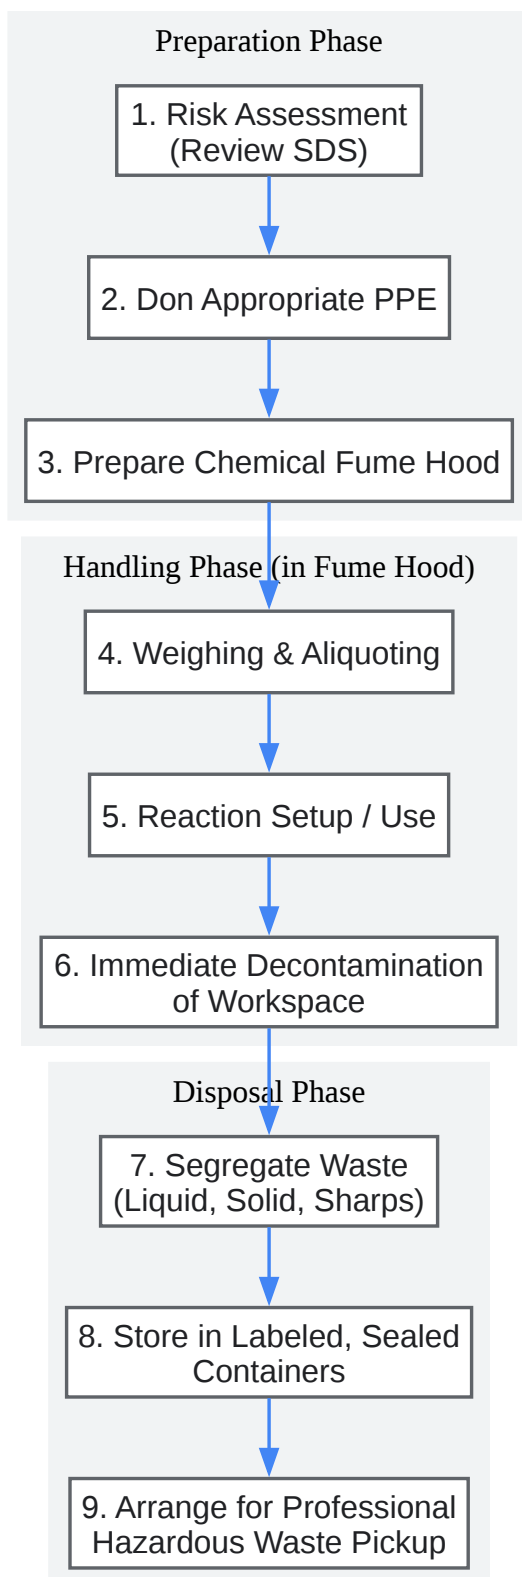 Preparation Phase
1. Risk Assessment
(Review SDS)
2. Don Appropriate PPE
3. Prepare Chemical Fume Hood
Handling Phase (in Fume Hood)
4. Weighing & Aliquoting
5. Reaction Setup / Use
6. Immediate Decontamination
of Workspace
Disposal Phase
7. Segregate Waste
(Liquid, Solid, Sharps)
8. Store in Labeled, Sealed
Containers
9. Arrange for Professional
Hazardous Waste Pickup